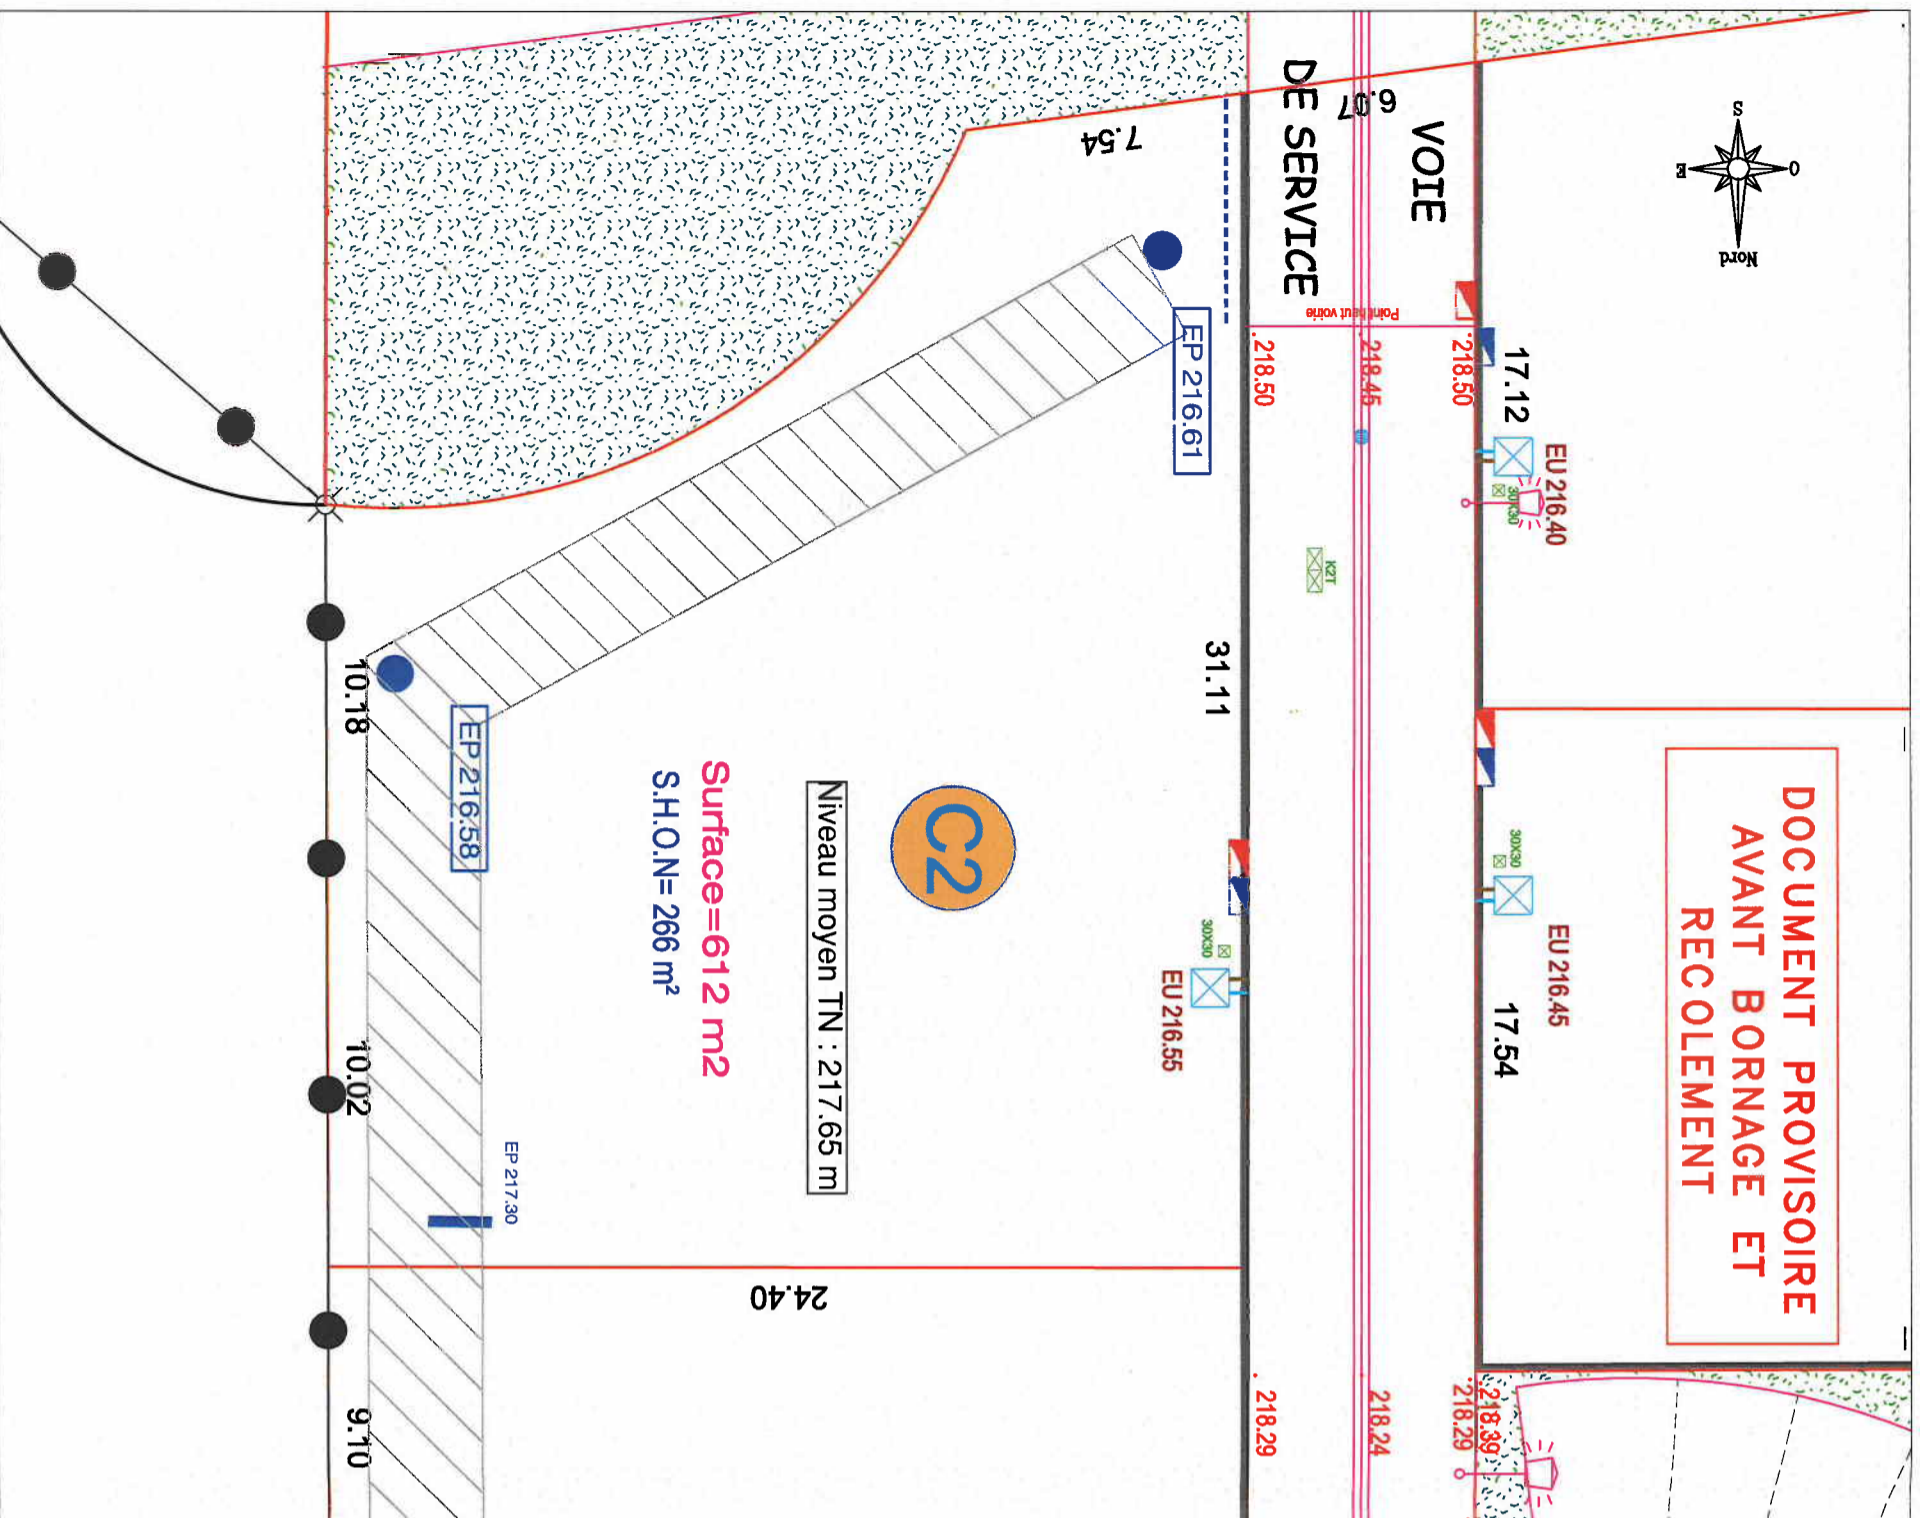 DOCUMENT PROVISOIRE
AVANT BORNAGE ET
RECOLEMENT
S
E
O
Nord
VOIE
DE SERVICE
6.07
7.54
Point haut voirie
218.50
218.45
218.50
17.12
EU 216.40
30X30
K2T
EP 216.61
31.11
30X30
EU 216.45
17.54
C2
Niveau moyen TN : 217.65 m
Surface=612 m2
S.H.O.N= 266 m²
30X30
EU 216.55
EP 216.58
10.18
10.02
EP 217.30
24.40
9.10
218.29
218.24
218.29
218.39